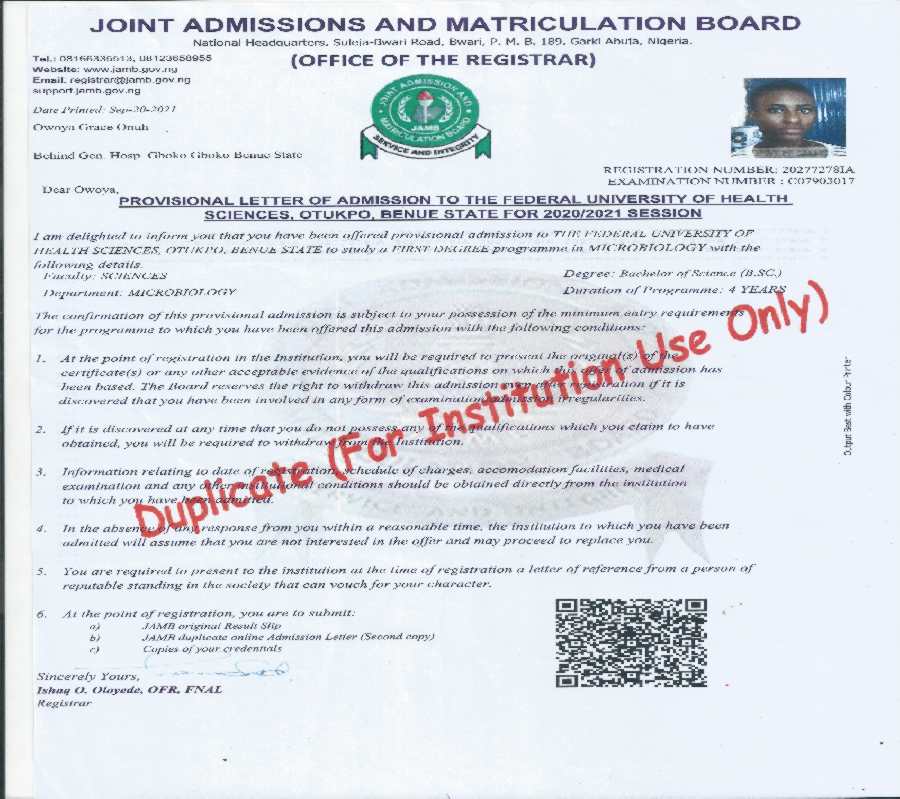 JOINT ADMISSIONS AND MATRICULATION BOARD
National Headquarters, Suleja-Bwari Road, Bwari, P. M. B. 189, Garki Abuja, Nigeria.
(OFFICE OF THE REGISTRAR)
Tel.: 08166335513, 08123658955
Website: www.jamb.gov.ng
Email. registrar@jamb.gov.ng
support.jamb.gov.ng
Date Printed: Sep-20-2021
Owoya Grace Onuh
Behind Gen. Hosp. Gboko Gboko Benue State
JOINT ADMISSION AND
MATRICULATION BOARD
JAMB
SERVICE AND INTEGRITY
REGISTRATION NUMBER: 20277278IA
EXAMINATION NUMBER : C07903017
Dear Owoya,
PROVISIONAL LETTER OF ADMISSION TO THE FEDERAL UNIVERSITY OF HEALTH
SCIENCES, OTUKPO, BENUE STATE FOR 2020/2021 SESSION
I am delighted to inform you that you have been offered provisional admission to THE FEDERAL UNIVERSITY OF
HEALTH SCIENCES, OTUKPO, BENUE STATE to study a FIRST DEGREE programme in MICROBIOLOGY with the
following details.
Faculty: SCIENCES
Degree: Bachelor of Science (B.SC.)
Department: MICROBIOLOGY
Duration of Programme: 4 YEARS
The confirmation of this provisional admission is subject to your possession of the minimum entry requirements
for the programme to which you have been offered this admission with the following conditions:
1. At the point of registration in the Institution, you will be required to present the original(s) of the
certificate(s) or any other acceptable evidence of the qualifications on which this offer of admission has
been based. The Board reserves the right to withdraw this admission even after registration if it is
discovered that you have been involved in any form of examination/admission irregularities.
2. If it is discovered at any time that you do not possess any of the qualifications which you claim to have
obtained, you will be required to withdraw from the Institution.
3. Information relating to date of registration, schedule of charges, accomodation facilities, medical
examination and any other institutional conditions should be obtained directly from the institution
to which you have been admitted.
4. In the absence of any response from you within a reasonable time, the institution to which you have been
admitted will assume that you are not interested in the offer and may proceed to replace you.
5. You are required to present to the institution at the time of registration a letter of reference from a person of
reputable standing in the society that can vouch for your character.
6. At the point of registration, you are to submit:
a) JAMB original Result Slip
b) JAMB duplicate online Admission Letter (Second copy)
c) Copies of your credentials
Sincerely Yours,
Ishaq O. Oloyede, OFR, FNAL
Registrar
Duplicate (For Institution Use Only)
Output Best with Colour Printer